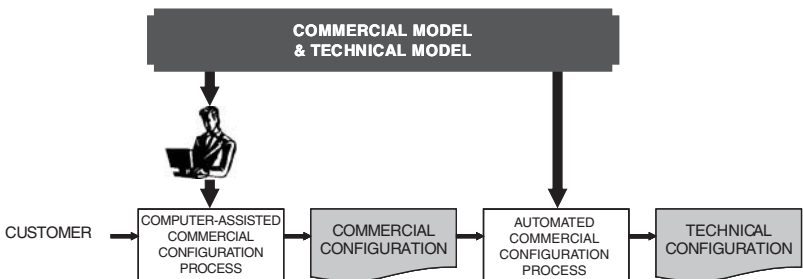 COMMERCIAL MODEL
& TECHNICAL MODEL
CUSTOMER
COMPUTER-ASSISTED
COMMERCIAL
CONFIGURATION
PROCESS
COMMERCIAL
CONFIGURATION
AUTOMATED
COMMERCIAL
CONFIGURATION
PROCESS
TECHNICAL
CONFIGURATION